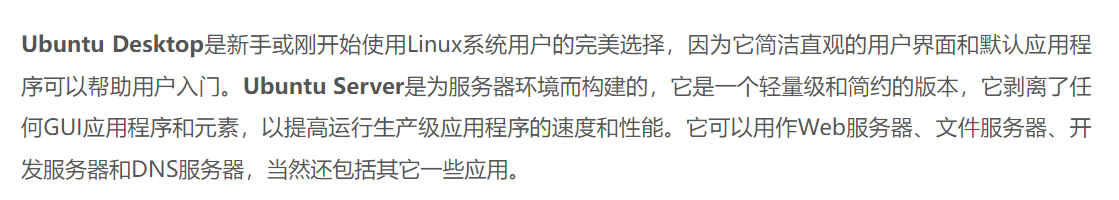 Ubuntu Desktop是新手或刚开始使用Linux系统用户的完美选择，因为它简洁直观的用户界面和默认应用程
序可以帮助用户入门。Ubuntu Server是为服务器环境而构建的，它是一个轻量级和简约的版本，它剥离了任
何GUI应用程序和元素，以提高运行生产级应用程序的速度和性能。它可以用作Web服务器、文件服务器、开
发服务器和DNS服务器，当然还包括其它一些应用。